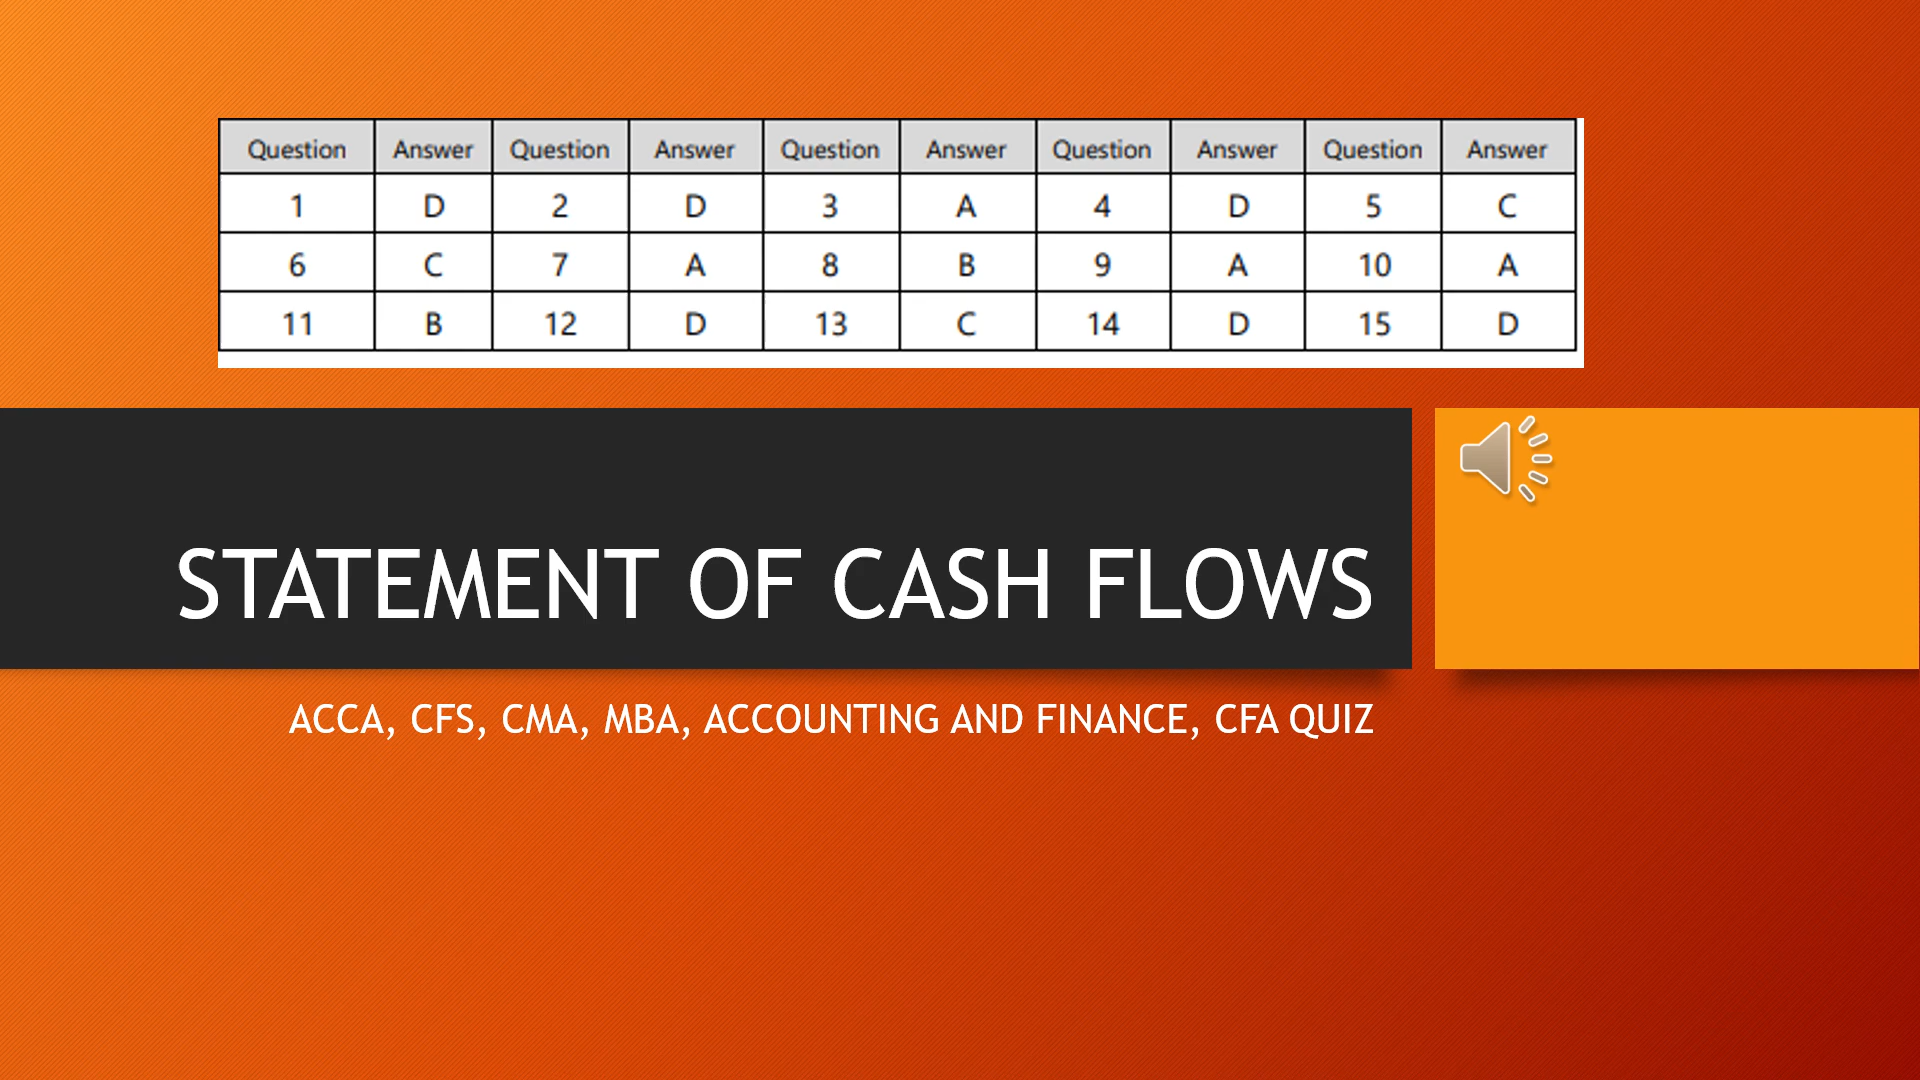 Question Answer Question Answer Question Answer Question Answer Question Answer
1 D 2 D 3 A 4 D 5 C
6 C 7 A 8 B 9 A 10 A
11 B 12 D 13 C 14 D 15 D
STATEMENT OF CASH FLOWS
ACCA, CFS, CMA, MBA, ACCOUNTING AND FINANCE, CFA QUIZ